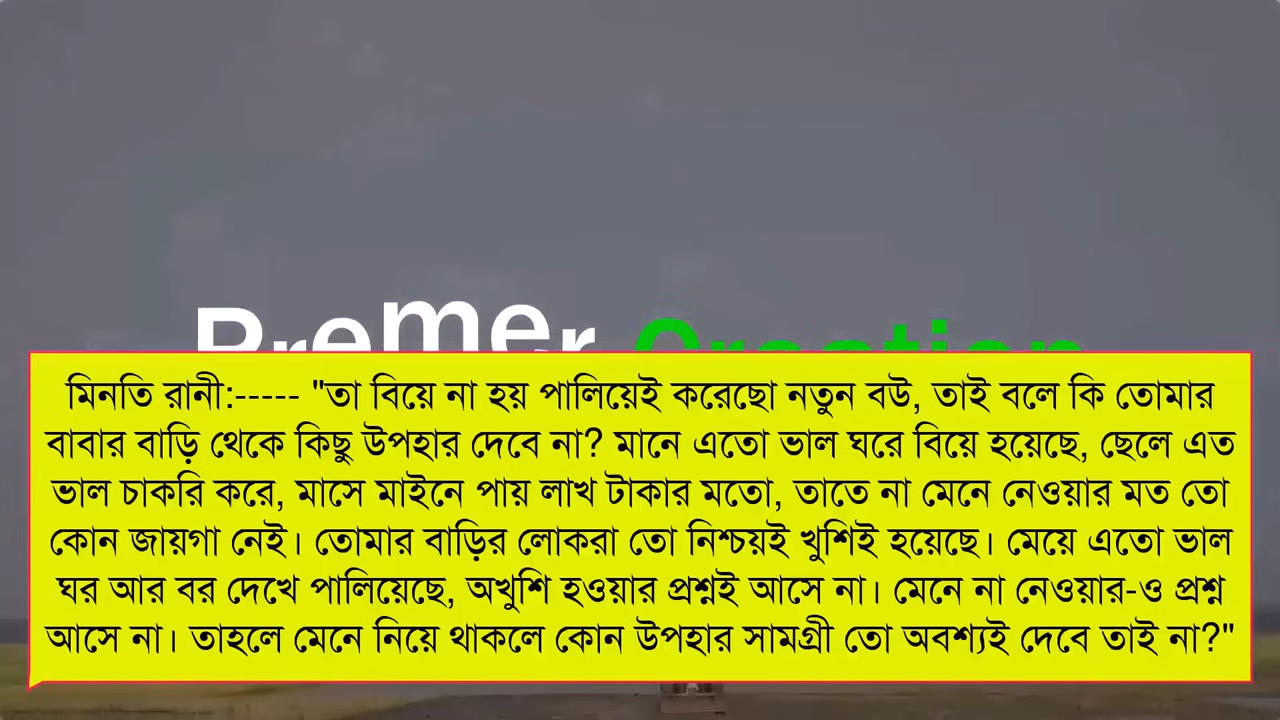 Premer Creation
মিনতি রানী:----- "তা বিয়ে না হয় পালিয়েই করেছো নতুন বউ, তাই বলে কি তোমার
বাবার বাড়ি থেকে কিছু উপহার দেবে না? মানে এতো ভাল ঘরে বিয়ে হয়েছে, ছেলে এত
ভাল চাকরি করে, মাসে মাইনে পায় লাখ টাকার মতো, তাতে না মেনে নেওয়ার মত তো
কোন জায়গা নেই। তোমার বাড়ির লোকরা তো নিশ্চয়ই খুশিই হয়েছে। মেয়ে এতো ভাল
ঘর আর বর দেখে পালিয়েছে, অখুশি হওয়ার প্রশ্নই আসে না। মেনে না নেওয়ার-ও প্রশ্ন
আসে না। তাহলে মেনে নিয়ে থাকলে কোন উপহার সামগ্রী তো অবশ্যই দেবে তাই না?"